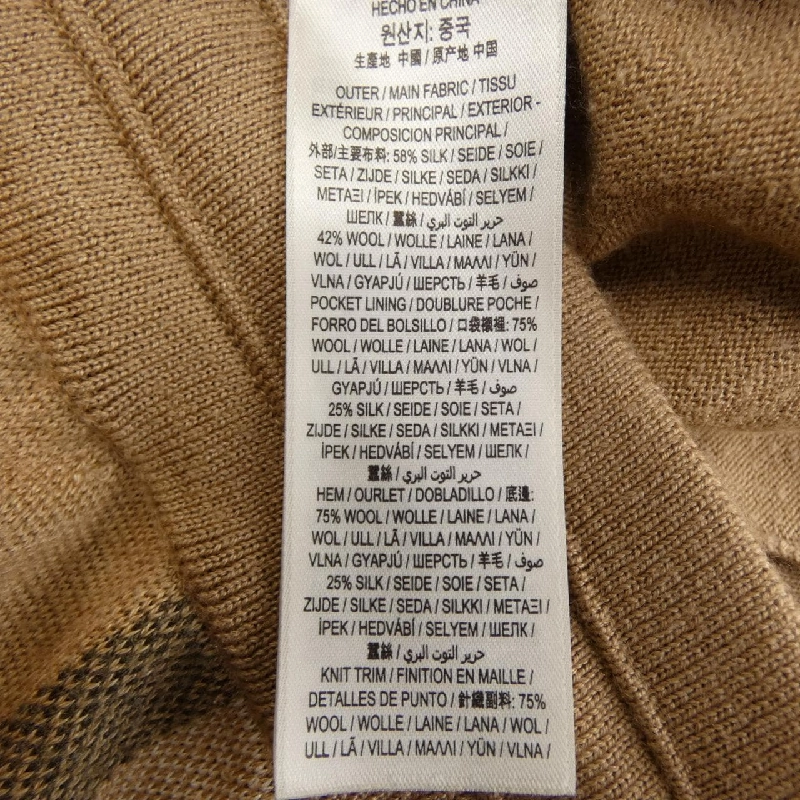 HECHO EN CHINA
원산지: 중국
生產地 中國 / 原产地 中国
OUTER / MAIN FABRIC / TISSU
EXTÉRIEUR / PRINCIPAL / EXTERIOR -
COMPOSICION PRINCIPAL /
外部/主要布料: 58% SILK / SEIDE / SOIE /
SETA / ZIJDE / SILKE / SEDA / SILKKI /
ΜΕΤΑΞΙ / İPEK / HEDVÁBÍ / SELYEM /
ШЕЛК / 蠶絲 / حرير التوت البري /
42% WOOL / WOLLE / LAINE / LANA /
WOL / ULL / LÃ / VILLA / ΜΑΛΛΙ / YÜN /
VLNA / GYAPJÚ / ШЕРСТЬ / 羊毛 / صوف
POCKET LINING / DOUBLURE POCHE /
FORRO DEL BOLSILLO / 口袋襯裡: 75%
WOOL / WOLLE / LAINE / LANA / WOL /
ULL / LÃ / VILLA / ΜΑΛΛΙ / YÜN / VLNA /
GYAPJÚ / ШЕРСТЬ / 羊毛 / صوف
25% SILK / SEIDE / SOIE / SETA /
ZIJDE / SILKE / SEDA / SILKKI / ΜΕΤΑΞΙ /
İPEK / HEDVÁBÍ / SELYEM / ШЕЛК /
蠶絲 / حرير التوت البري
HEM / OURLET / DOBLADILLO / 底邊:
75% WOOL / WOLLE / LAINE / LANA /
WOL / ULL / LÃ / VILLA / ΜΑΛΛΙ / YÜN /
VLNA / GYAPJÚ / ШЕРСТЬ / 羊毛 / صوف
25% SILK / SEIDE / SOIE / SETA /
ZIJDE / SILKE / SEDA / SILKKI / ΜΕΤΑΞΙ /
İPEK / HEDVÁBÍ / SELYEM / ШЕЛК /
蠶絲 / حرير التوت البري
KNIT TRIM / FINITION EN MAILLE /
DETALLES DE PUNTO / 針織副料: 75%
WOOL / WOLLE / LAINE / LANA / WOL /
ULL / LÃ / VILLA / ΜΑΛΛΙ / YÜN / VLNA /